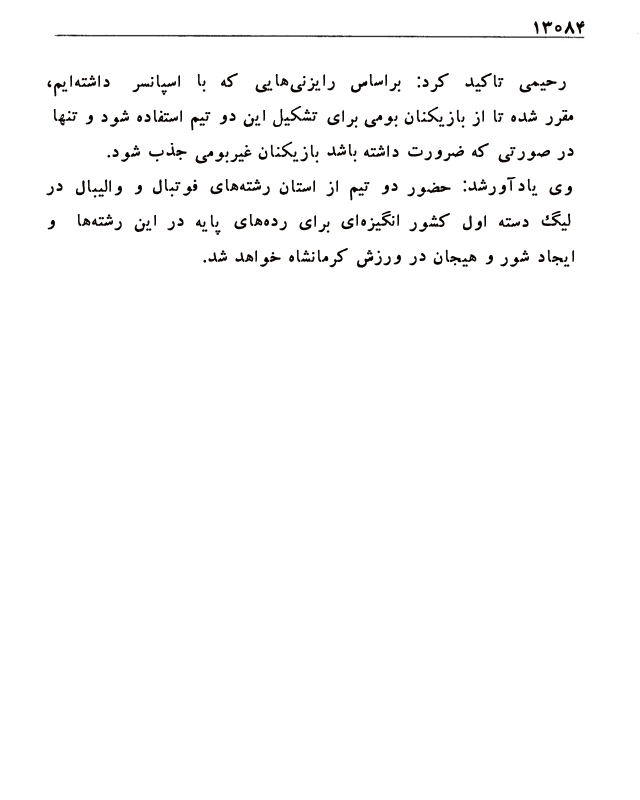 ۱۳۰۸۴
رحیمی تاکید کرد: براساس رایزنی‌هایی که با اسپانسر داشته‌ایم،
مقرر شده تا از بازیکنان بومی برای تشکیل این دو تیم استفاده شود و تنها
در صورتی که ضرورت داشته باشد بازیکنان غیربومی جذب شود.
وی یادآورشد: حضور دو تیم از استان رشته‌های فوتبال و والیبال در
لیگ دسته اول کشور انگیزه‌ای برای رده‌های پایه در این رشته‌ها و
ایجاد شور و هیجان در ورزش کرمانشاه خواهد شد.